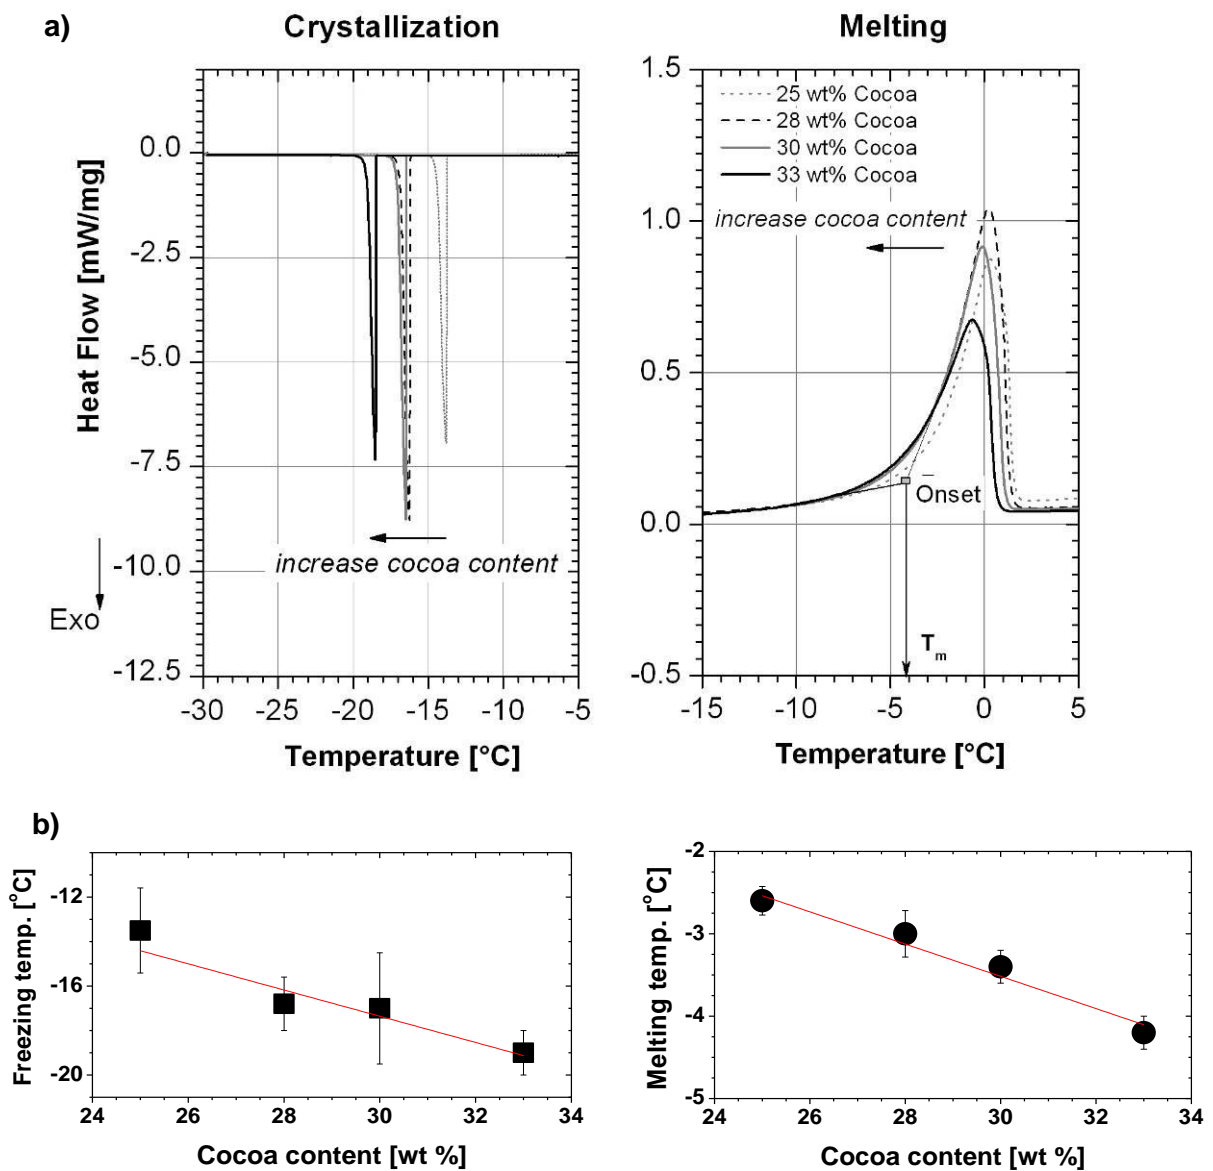 a)
Crystallization
Melting
0.0
-2.5
-5.0
-7.5
-10.0
-12.5
Heat Flow [mW/mg]
Exo
increase cocoa content
-30 -25 -20 -15 -10 -5
Temperature [°C]
1.5
1.0
0.5
0.0
-0.5
25 wt% Cocoa
28 wt% Cocoa
30 wt% Cocoa
33 wt% Cocoa
increase cocoa content
Onset
Tm
-15 -10 -5 0 5
Temperature [°C]
b)
Freezing temp. [°C]
-12
-16
-20
24 26 28 30 32 34
Cocoa content [wt %]
Melting temp. [°C]
-2
-3
-4
-5
24 26 28 30 32 34
Cocoa content [wt %]